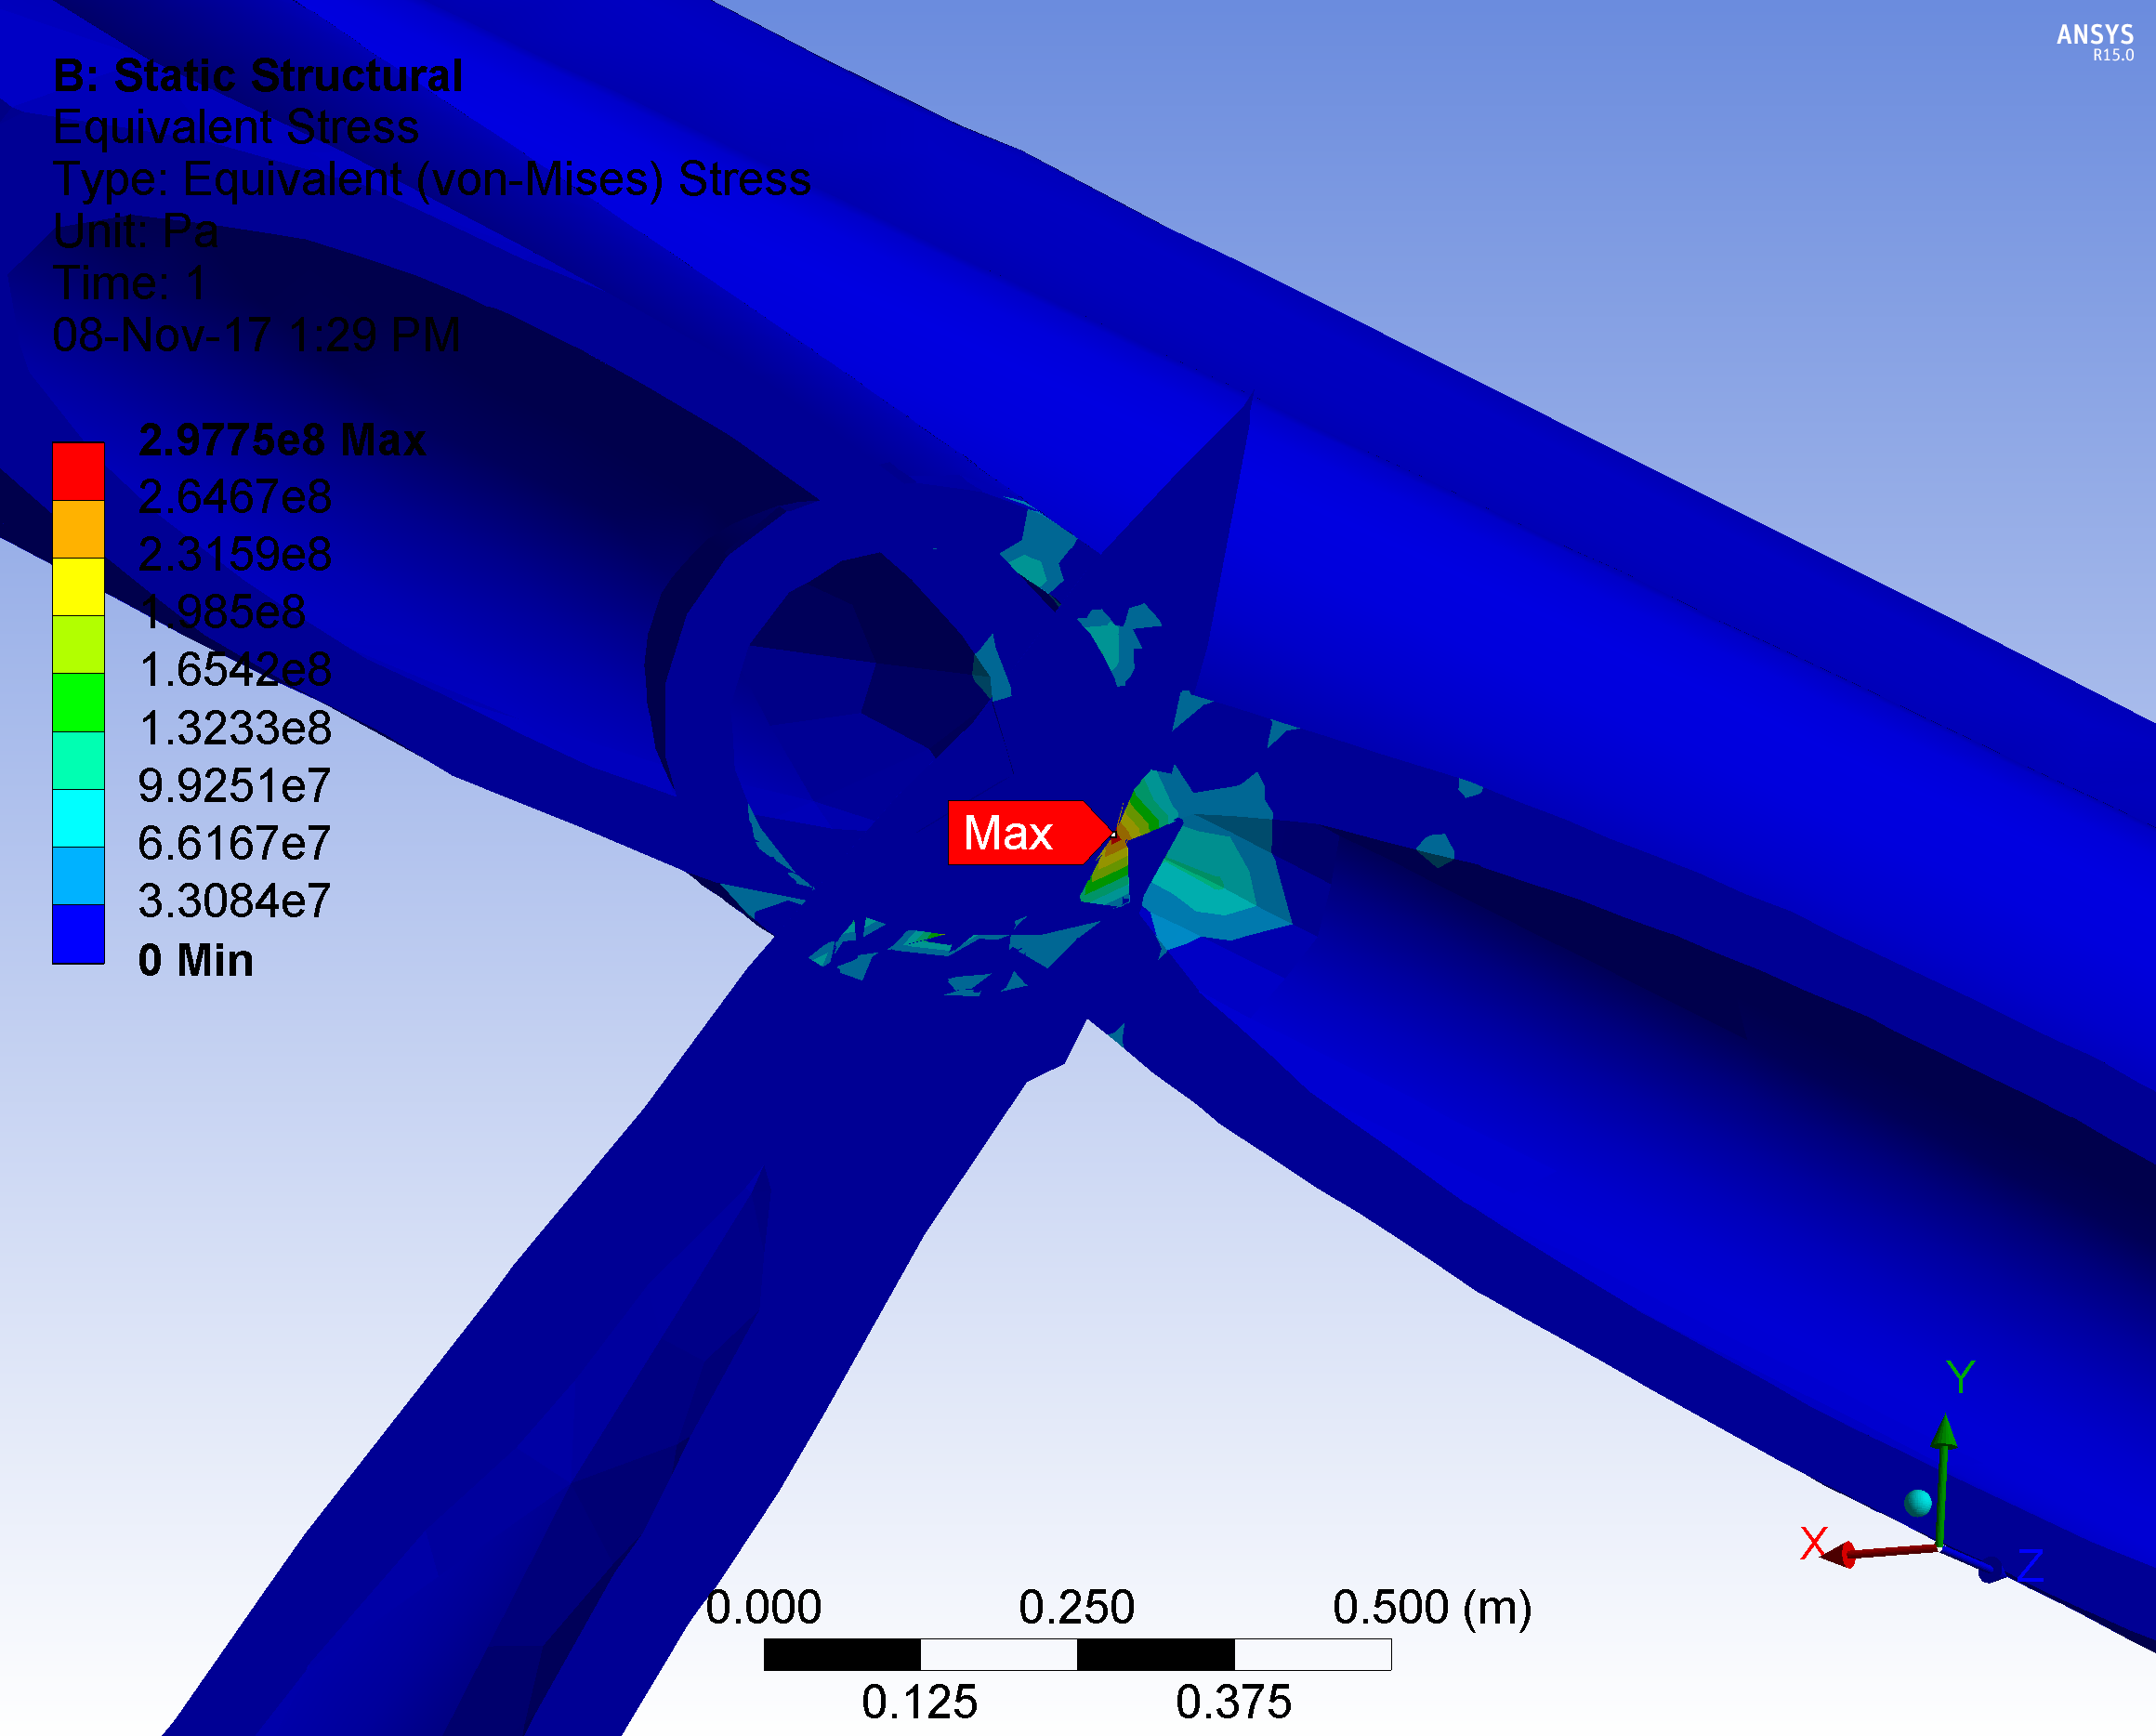 ANSYS
R15.0
B: Static Structural
Equivalent Stress
Type: Equivalent (von-Mises) Stress
Unit: Pa
Time: 1
08-Nov-17 1:29 PM
2.9775e8 Max
2.6467e8
2.3159e8
1.985e8
1.6542e8
1.3233e8
9.9251e7
6.6167e7
3.3084e7
0 Min
Max
Y
X
Z
0.000
0.250
0.500 (m)
0.125
0.375